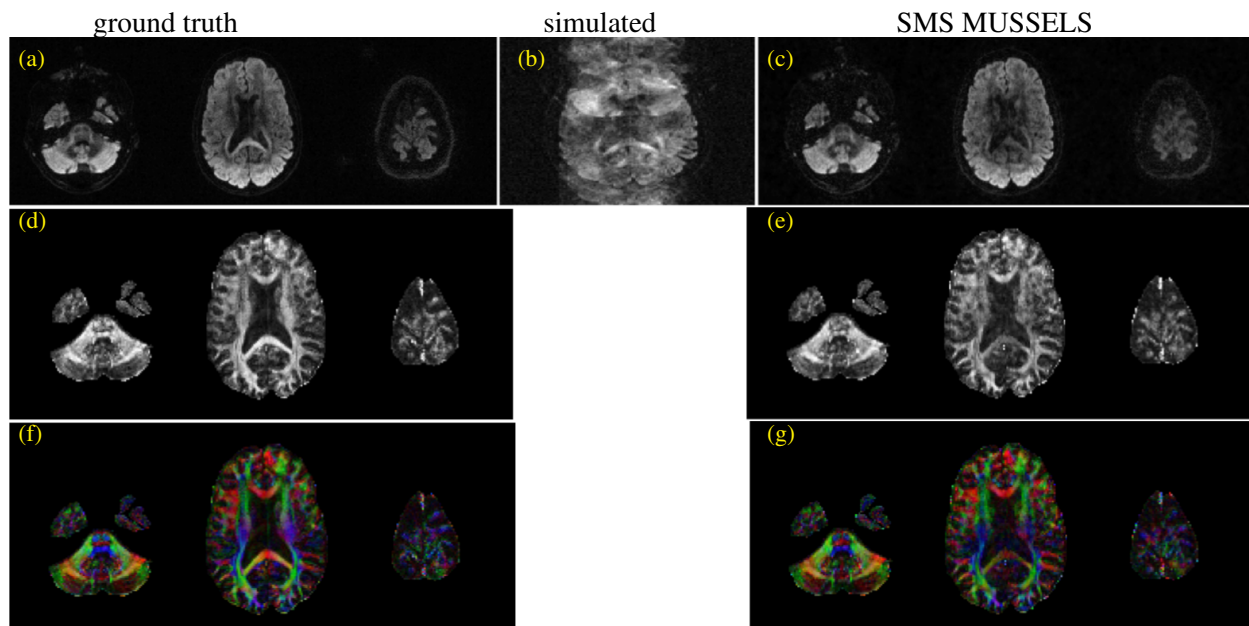 ground truth
simulated
SMS MUSSELS
(a)
(b)
(c)
(d)
(e)
(f)
(g)